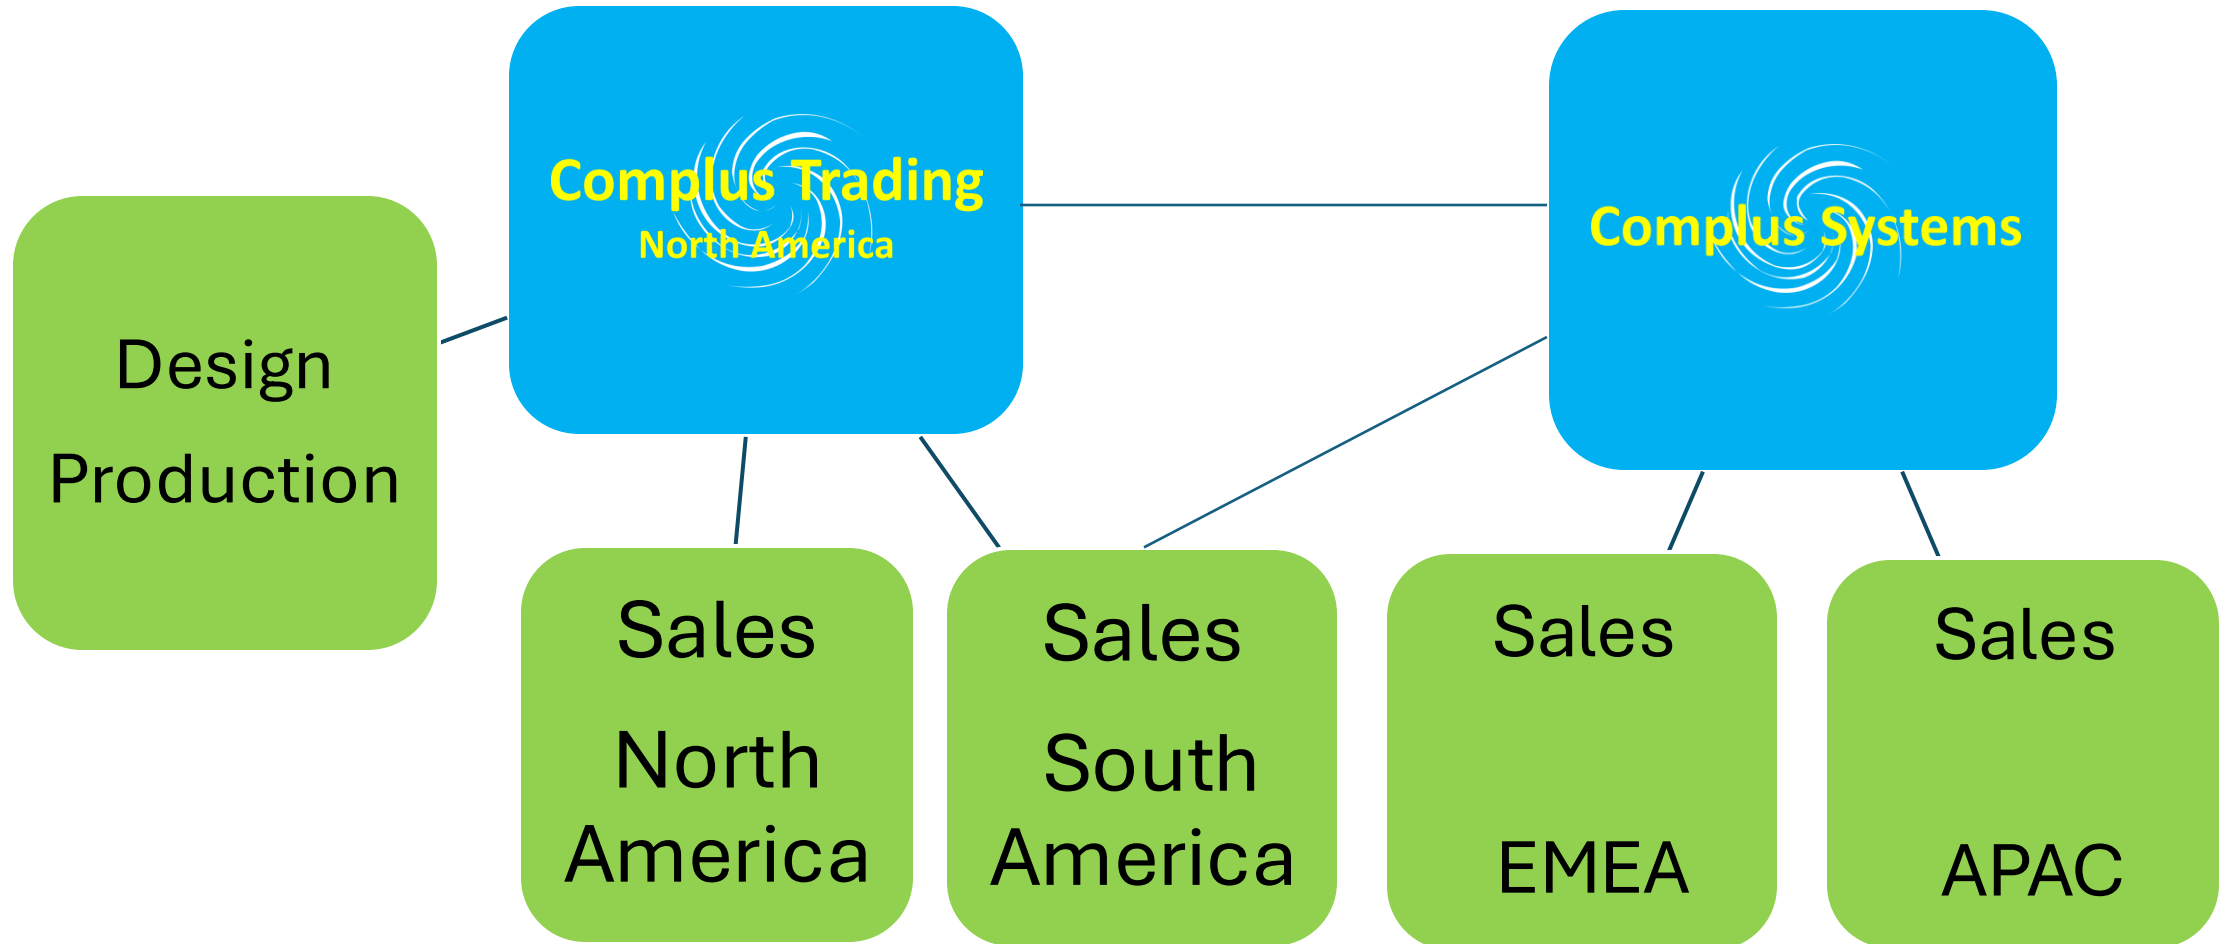 Complus Trading
North America
Complus Systems
Design
Production
Sales
North
America
Sales
South
America
Sales
EMEA
Sales
APAC